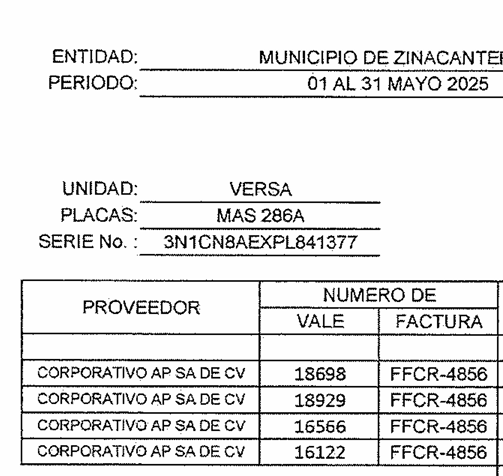 ENTIDAD: MUNICIPIO DE ZINACANTE
PERIODO: 01 AL 31 MAYO 2025
UNIDAD: VERSA
PLACAS: MAS 286A
SERIE No. : 3N1CN8AEXPL841377
PROVEEDOR NUMERO DE
VALE FACTURA
CORPORATIVO AP SA DE CV 18698 FFCR-4856
CORPORATIVO AP SA DE CV 18929 FFCR-4856
CORPORATIVO AP SA DE CV 16566 FFCR-4856
CORPORATIVO AP SA DE CV 16122 FFCR-4856